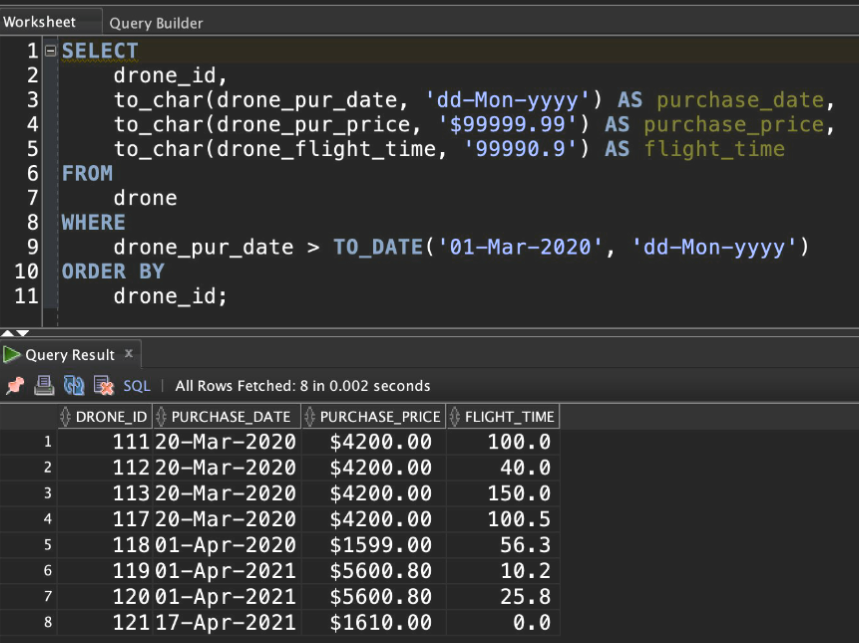 Worksheet Query Builder
1 SELECT
2 drone_id,
3 to_char(drone_pur_date, 'dd-Mon-yyyy') AS purchase_date,
4 to_char(drone_pur_price, '$99999.99') AS purchase_price,
5 to_char(drone_flight_time, '99990.9') AS flight_time
6 FROM
7 drone
8 WHERE
9 drone_pur_date > TO_DATE('01-Mar-2020', 'dd-Mon-yyyy')
10 ORDER BY
11 drone_id;
Query Result x
SQL | All Rows Fetched: 8 in 0.002 seconds
DRONE_ID PURCHASE_DATE PURCHASE_PRICE FLIGHT_TIME
1 111 20-Mar-2020 $4200.00 100.0
2 112 20-Mar-2020 $4200.00 40.0
3 113 20-Mar-2020 $4200.00 150.0
4 117 20-Mar-2020 $4200.00 100.5
5 118 01-Apr-2020 $1599.00 56.3
6 119 01-Apr-2021 $5600.80 10.2
7 120 01-Apr-2021 $5600.80 25.8
8 121 17-Apr-2021 $1610.00 0.0